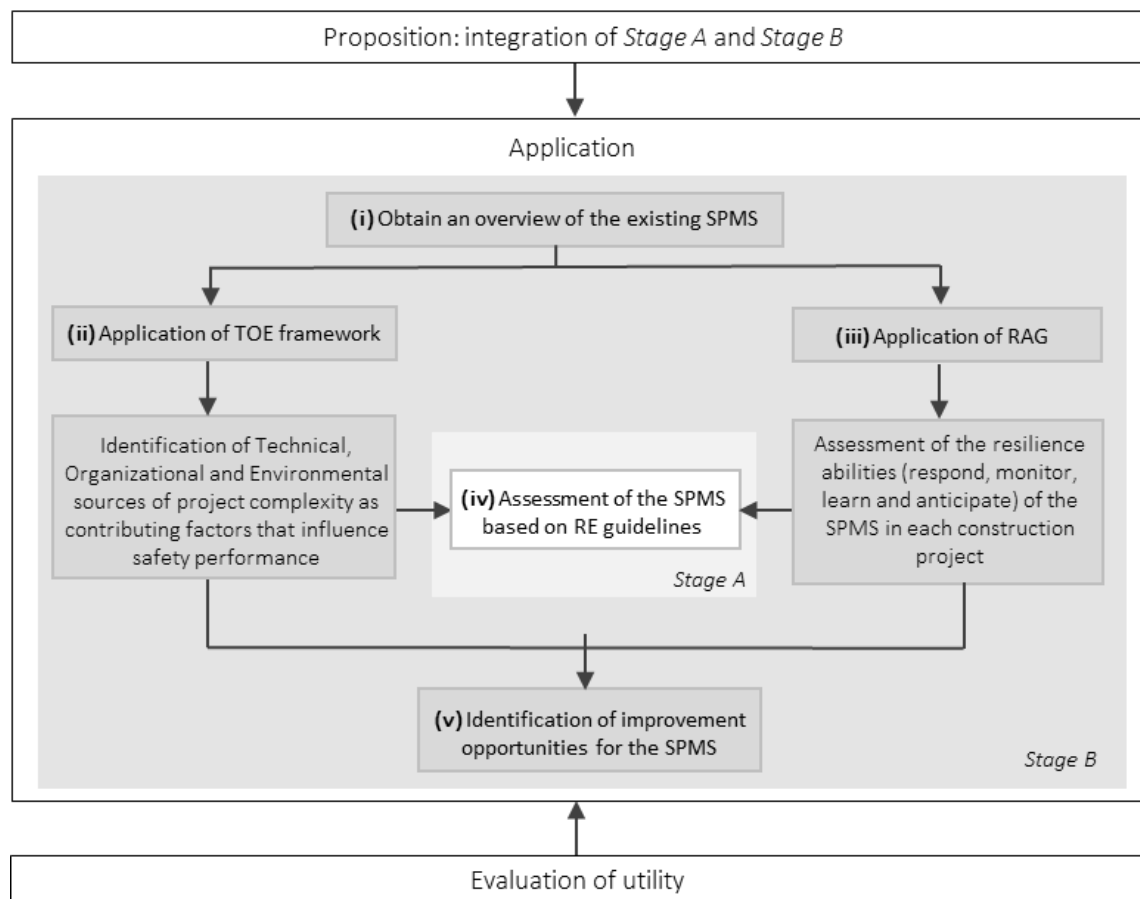 Proposition: integration of Stage A and Stage B
Application
(i) Obtain an overview of the existing SPMS
(ii) Application of TOE framework
(iii) Application of RAG
Identification of Technical,
Organizational and Environmental
sources of project complexity as
contributing factors that influence
safety performance
(iv) Assessment of the SPMS
based on RE guidelines
Stage A
Assessment of the resilience
abilities (respond, monitor,
learn and anticipate) of the
SPMS in each construction
project
(v) Identification of improvement
opportunities for the SPMS
Stage B
Evaluation of utility